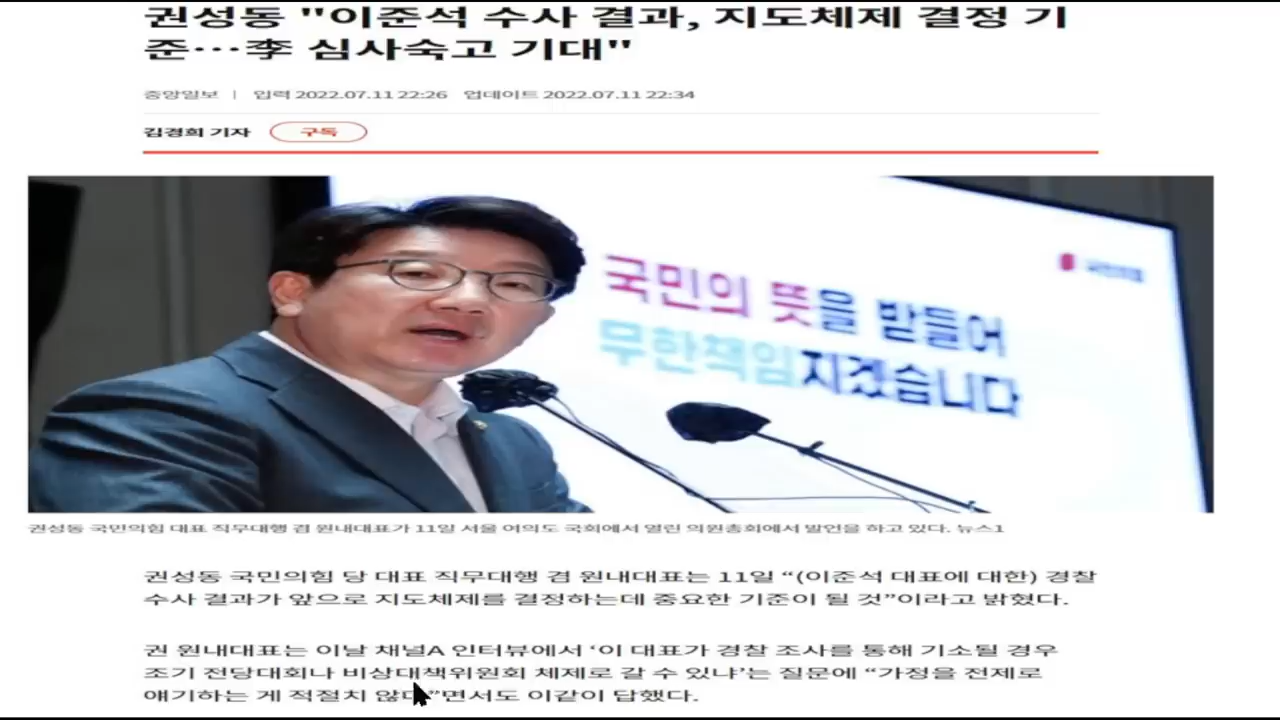 권성동 "이준석 수사 결과, 지도체제 결정 기
준…李 심사숙고 기대"
중앙일보 | 입력 2022.07.11 22:26 업데이트 2022.07.11 22:34
김경희 기자 구독
국민의힘
국민의 뜻을 받들어
무한책임지겠습니다
권성동 국민의힘 대표 직무대행 겸 원내대표가 11일 서울 여의도 국회에서 열린 의원총회에서 발언을 하고 있다. 뉴스1
권성동 국민의힘 당 대표 직무대행 겸 원내대표는 11일 “(이준석 대표에 대한) 경찰
수사 결과가 앞으로 지도체제를 결정하는데 중요한 기준이 될 것”이라고 밝혔다.
권 원내대표는 이날 채널A 인터뷰에서 ‘이 대표가 경찰 조사를 통해 기소될 경우
조기 전당대회나 비상대책위원회 체제로 갈 수 있냐’는 질문에 “가정을 전제로
얘기하는 게 적절치 않다”면서도 이같이 답했다.